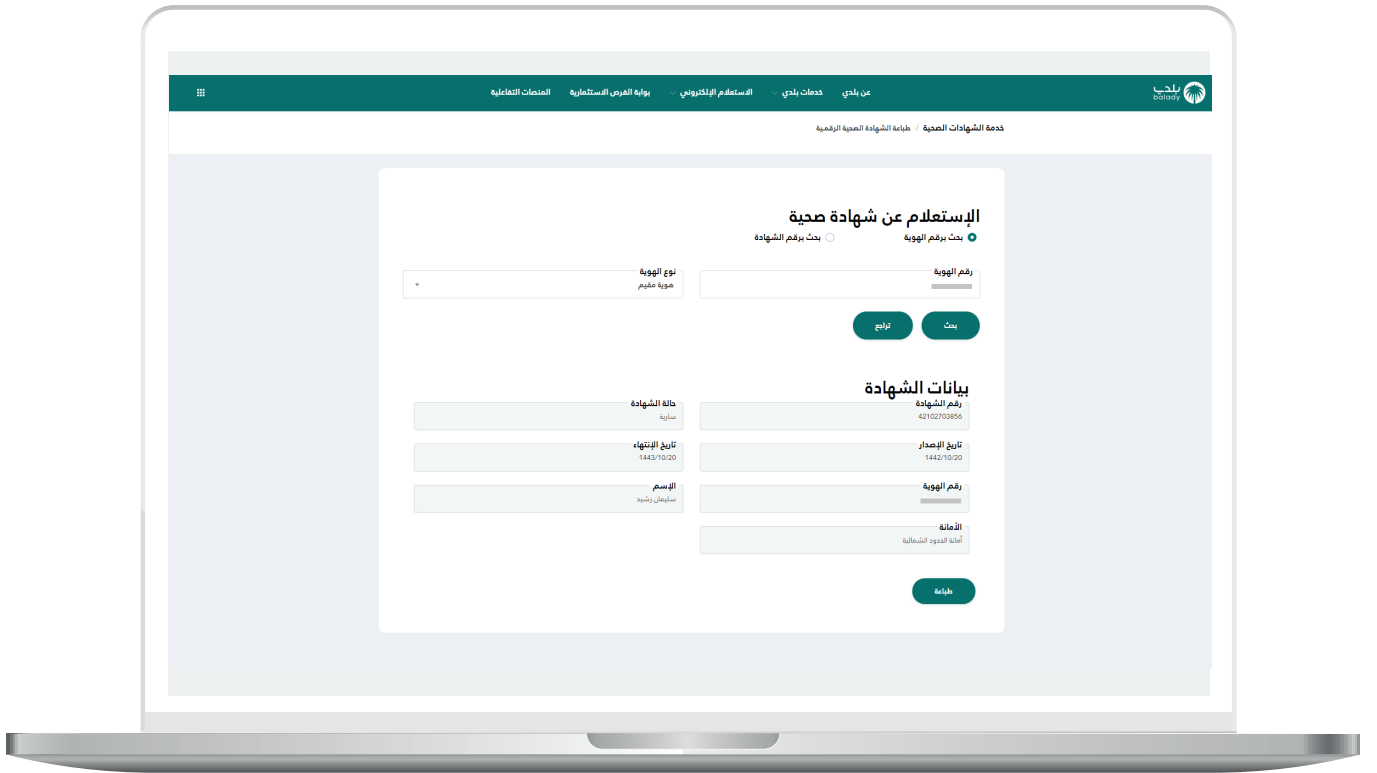 بلدي
balady
عن بلدي خدمات بلدي الاستعلام الإلكتروني بوابة الفرص الاستثمارية المنصات التفاعلية
خدمة الشهادات الصحية / طباعة الشهادة الصحية الرقمية
الإستعلام عن شهادة صحية
بحث برقم الهوية بحث برقم الشهادة
رقم الهوية نوع الهوية
هوية مقيم
بحث تراجع
بيانات الشهادة
رقم الشهادة حالة الشهادة
42102703856 سارية
تاريخ الإصدار تاريخ الإنتهاء
1442/10/20 1443/10/20
رقم الهوية الإسم
سليمان رشيد
الأمانة
أمانة الحدود الشمالية
طباعة